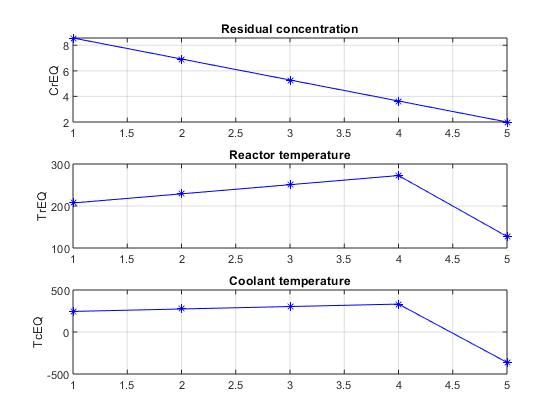 Residual concentration
8
6
4
2
CrEQ
1 1.5 2 2.5 3 3.5 4 4.5 5
Reactor temperature
300
200
100
TrEQ
1 1.5 2 2.5 3 3.5 4 4.5 5
Coolant temperature
500
0
-500
TcEQ
1 1.5 2 2.5 3 3.5 4 4.5 5